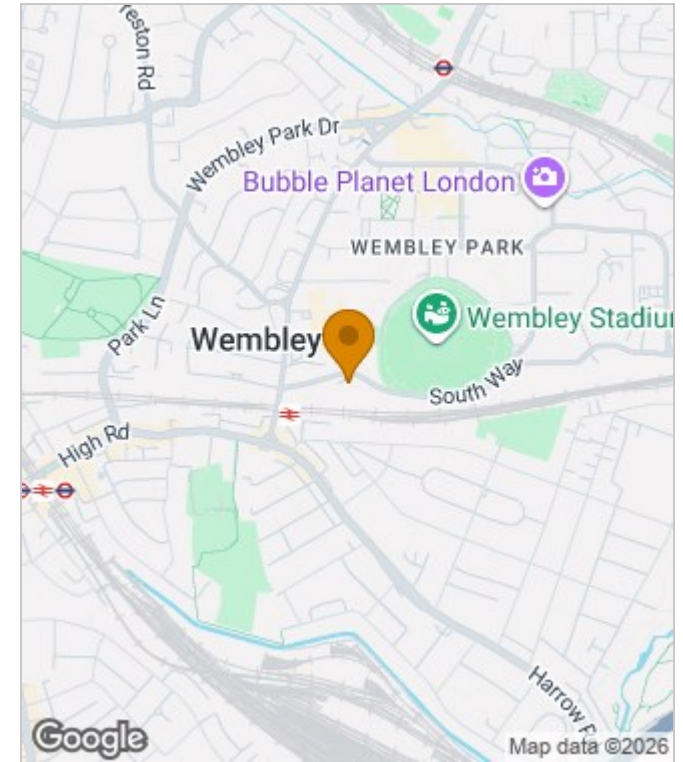 reston Rd
Wembley Park Dr
Bubble Planet London
WEMBLEY PARK
Park Ln
Wembley
Wembley Stadiu
South Way
High Rd
Harrow R
Google
Map data ©2026